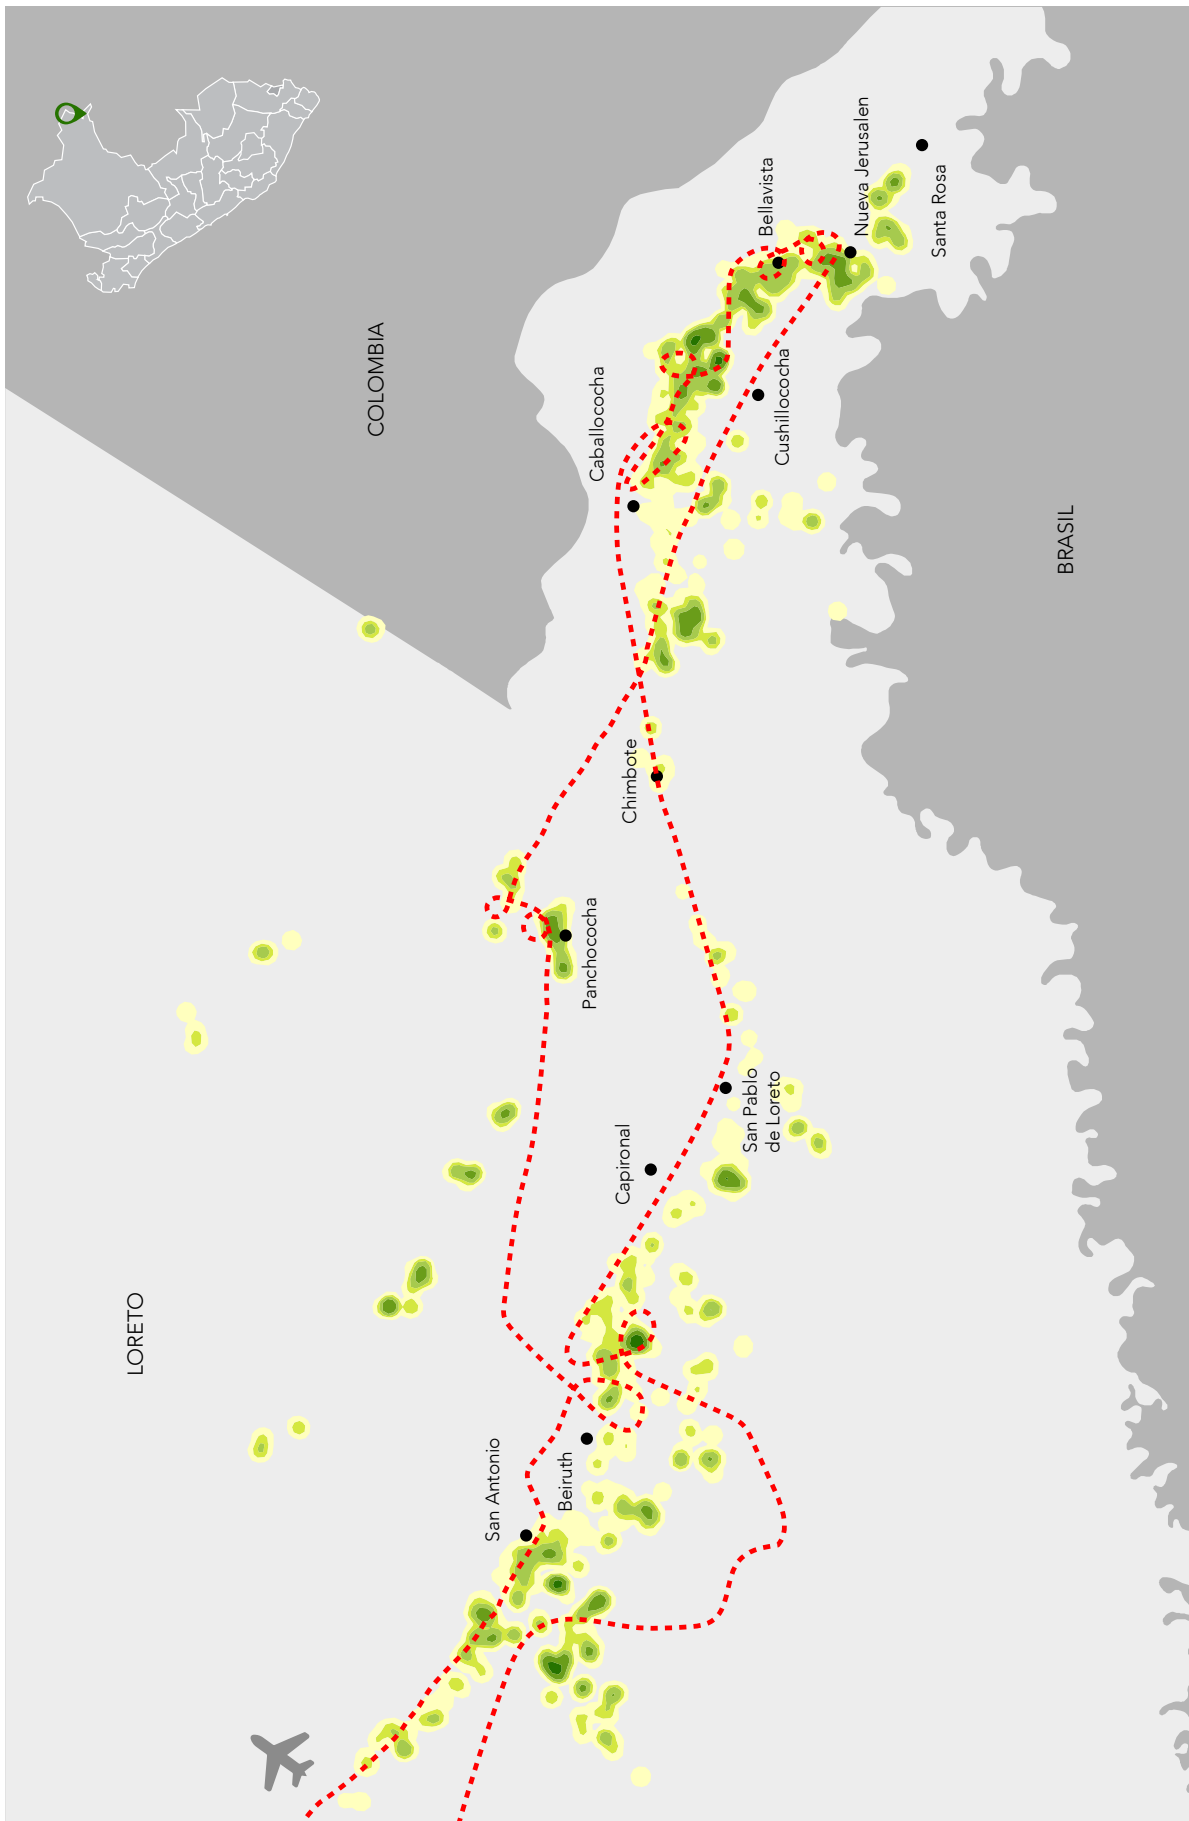 COLOMBIA
Bellavista
Nueva Jerusalen
Santa Rosa
Caballococha
Cushillococha
BRASIL
Chimbote
Panchococha
San Pablo
de Loreto
Capironal
LORETO
San Antonio
Beiruth